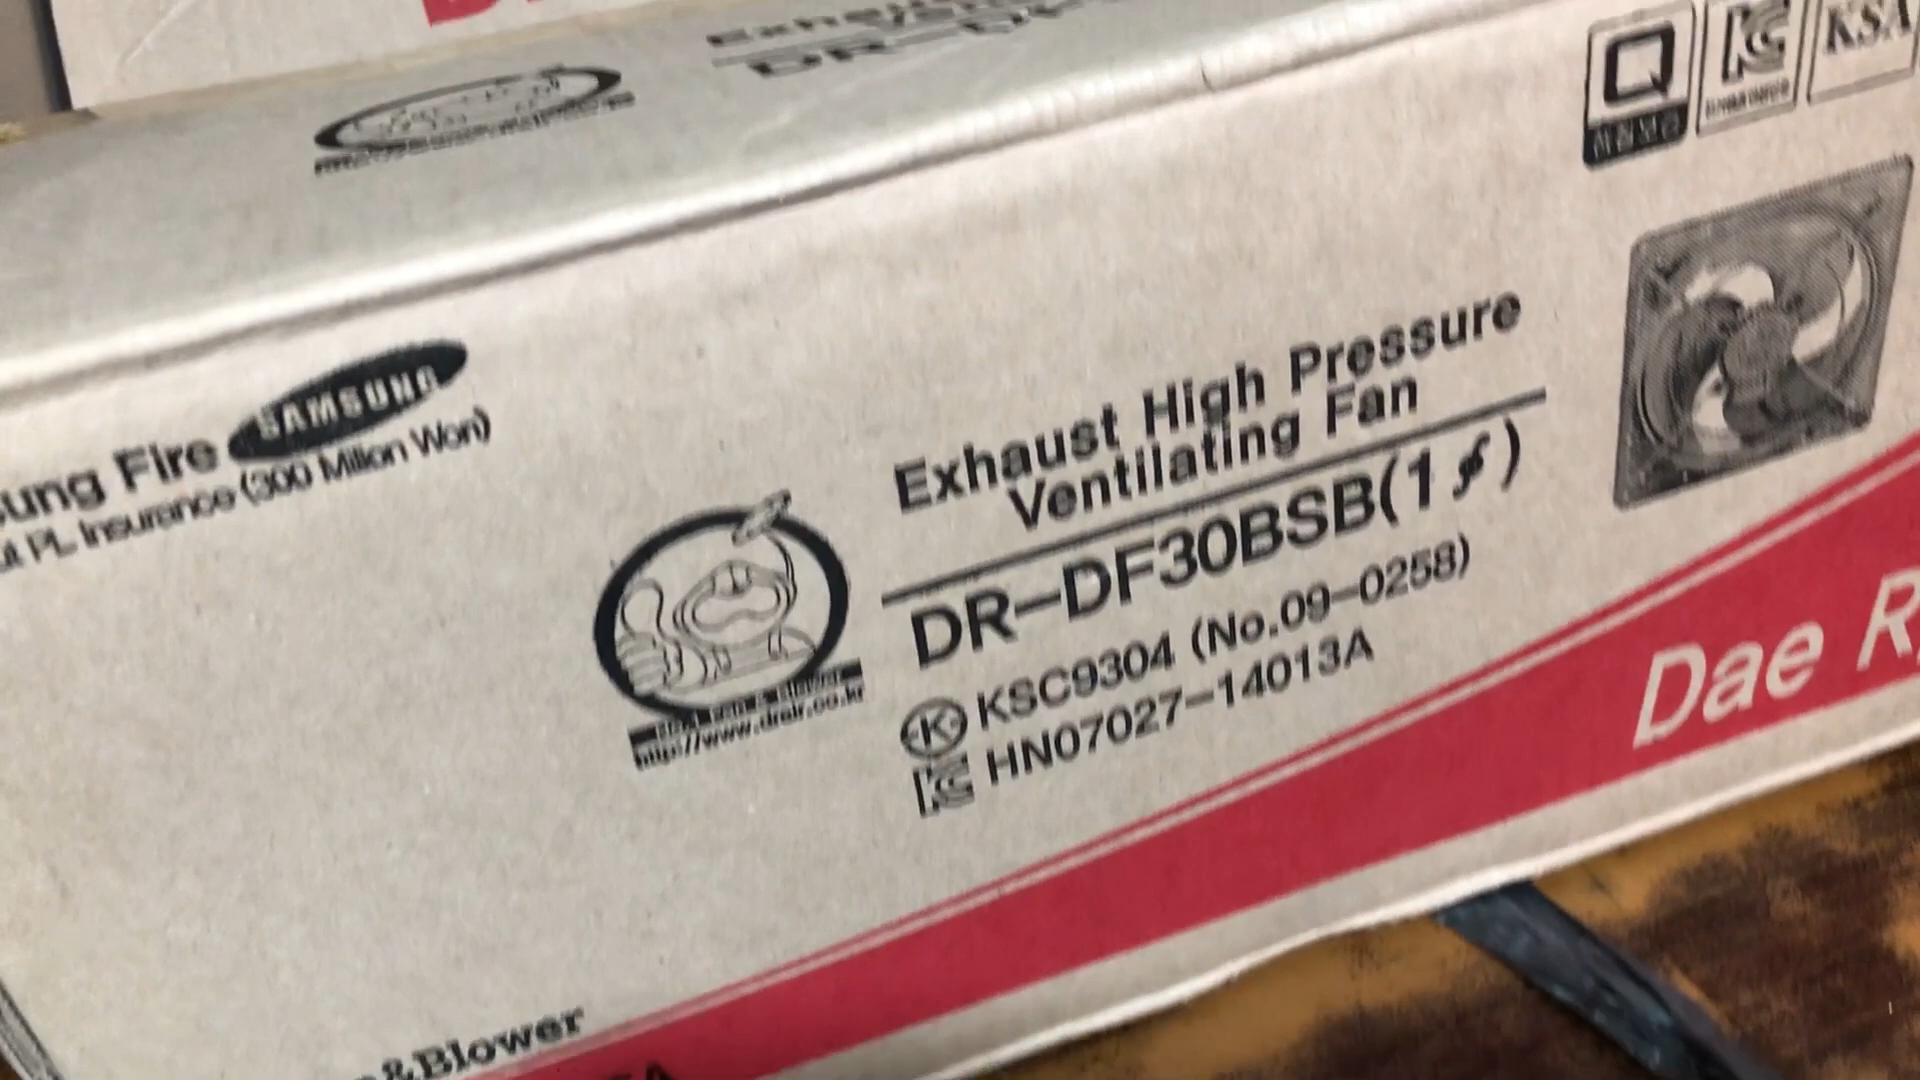 KSA
SAMSUNG
ung Fire
PL Insurance (300 Million Won)
Exhaust High Pressure
Ventilating Fan
DR-DF30BSB(1∮)
KSC9304 (No.09-0258)
HN07027-14013A
http://www.drair.co.kr
Dae R
&Blower